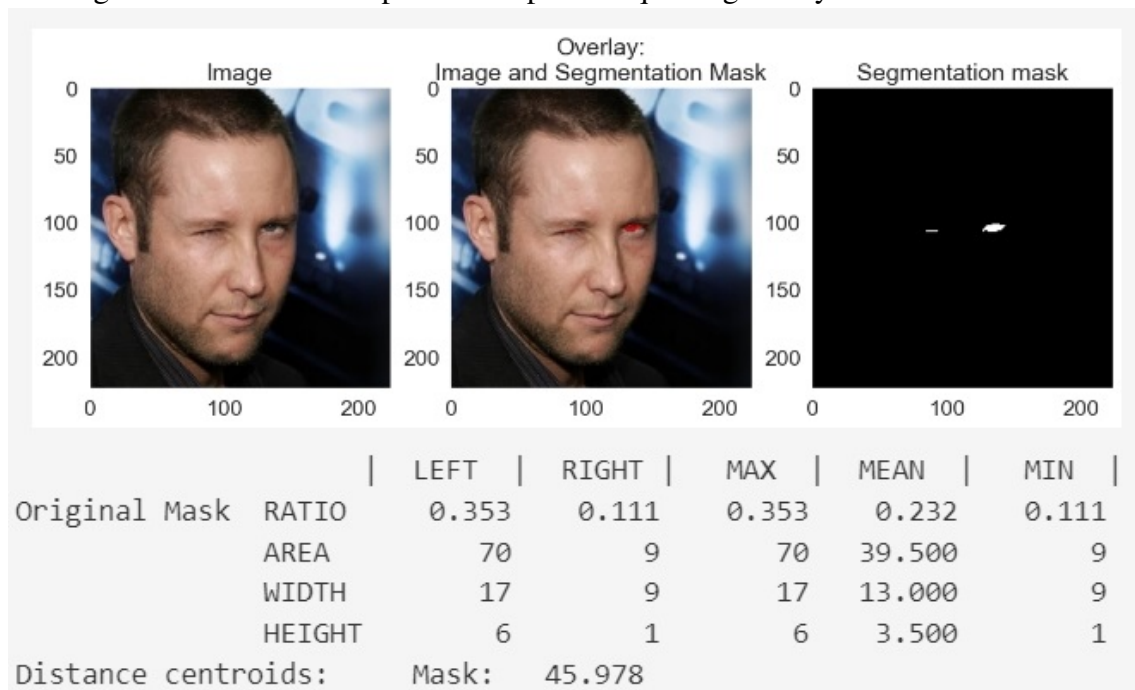 Overlay:
Image Image and Segmentation Mask Segmentation mask
0 0 0
50 50 50
100 100 100
150 150 150
200 200 200
0 100 200 0 100 200 0 100 200
| LEFT | RIGHT | MAX | MEAN | MIN |
Original Mask RATIO 0.353 0.111 0.353 0.232 0.111
AREA 70 9 70 39.500 9
WIDTH 17 9 17 13.000 9
HEIGHT 6 1 6 3.500 1
Distance centroids: Mask: 45.978